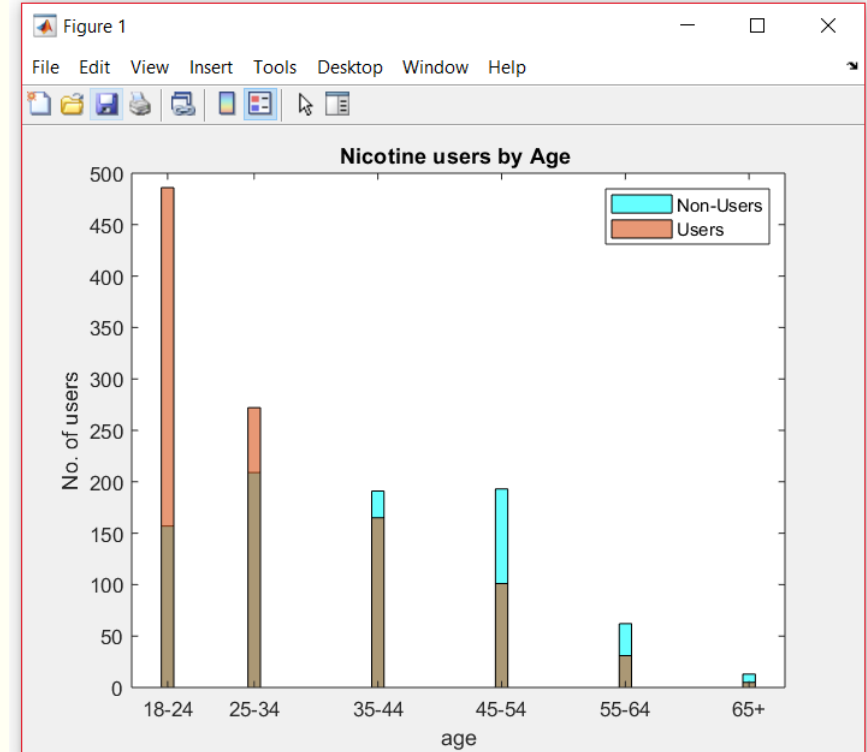 Figure 1
File Edit View Insert Tools Desktop Window Help
Nicotine users by Age
Non-Users
Users
500
450
400
350
300
250
200
150
100
50
0
No. of users
18-24 25-34 35-44 45-54 55-64 65+
age